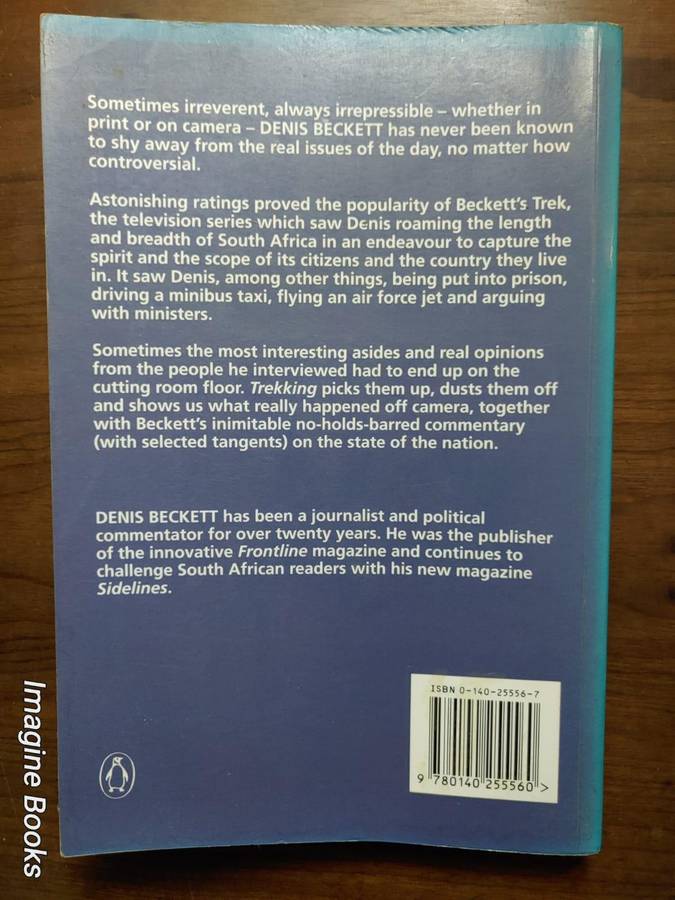 Sometimes irreverent, always irrepressible – whether in
print or on camera – DENIS BECKETT has never been known
to shy away from the real issues of the day, no matter how
controversial.
Astonishing ratings proved the popularity of Beckett's Trek,
the television series which saw Denis roaming the length
and breadth of South Africa in an endeavour to capture the
spirit and the scope of its citizens and the country they live
in. It saw Denis, among other things, being put into prison,
driving a minibus taxi, flying an air force jet and arguing
with ministers.
Sometimes the most interesting asides and real opinions
from the people he interviewed had to end up on the
cutting room floor. Trekking picks them up, dusts them off
and shows us what really happened off camera, together
with Beckett's inimitable no-holds-barred commentary
(with selected tangents) on the state of the nation.
DENIS BECKETT has been a journalist and political
commentator for over twenty years. He was the publisher
of the innovative Frontline magazine and continues to
challenge South African readers with his new magazine
Sidelines.
ISBN 0-140-25556-7
9 780140 255560 >
Imagine Books